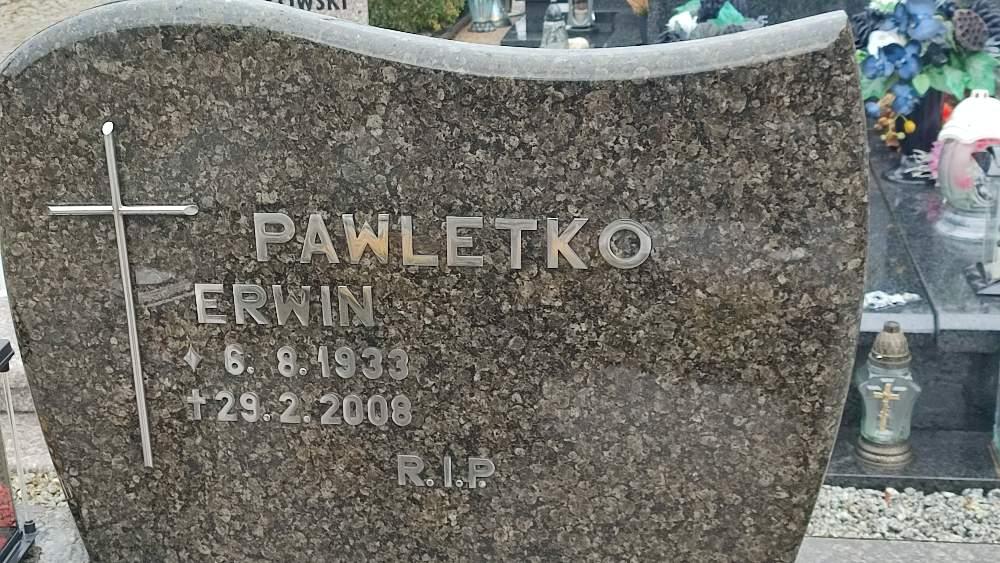 PAWLETKO
ERWIN
6. 8. 1933
†29. 2. 2008
R.I.P.